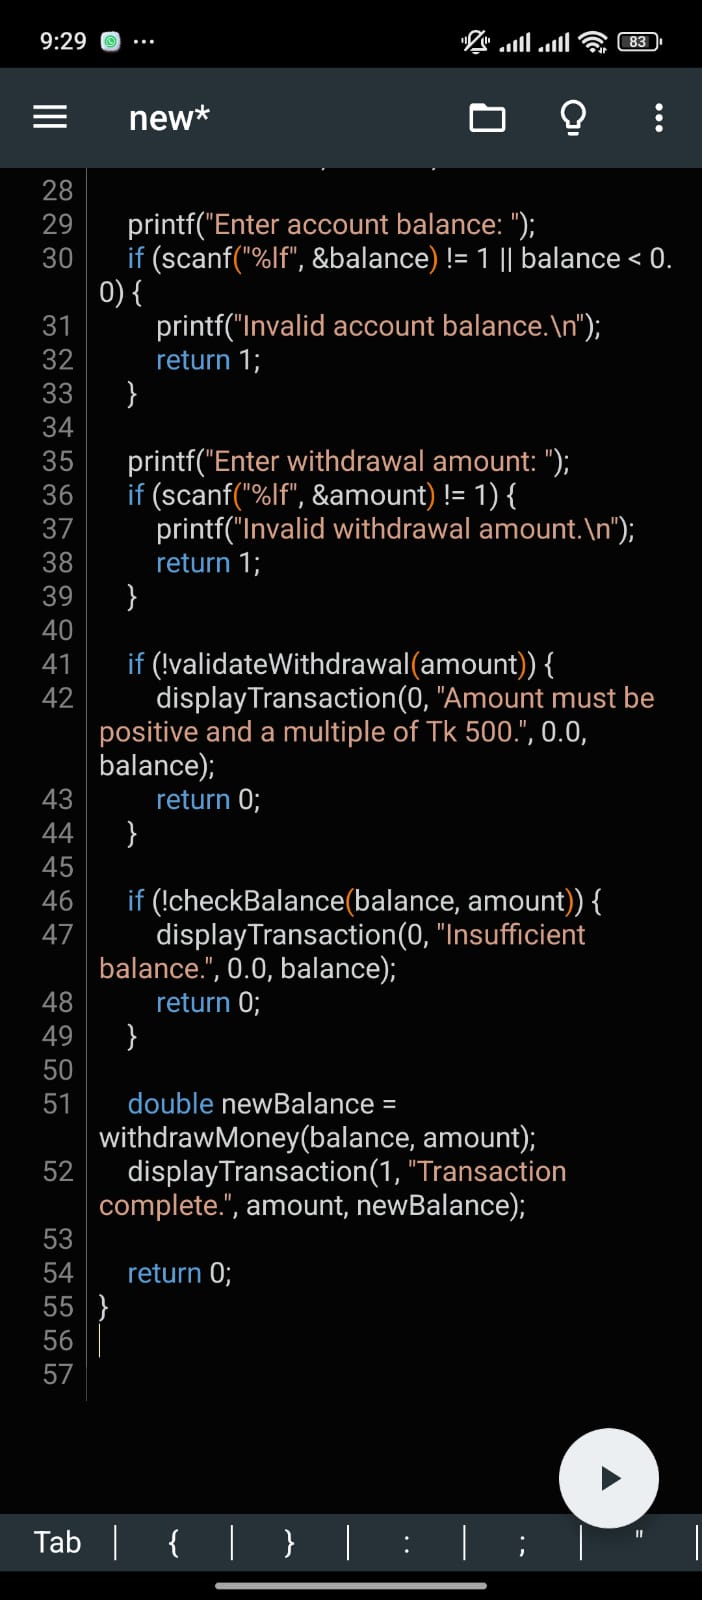 9:29 ... 83
new*
28
29 printf("Enter account balance: ");
30 if (scanf("%lf", &balance) != 1 || balance < 0.
0) {
31 printf("Invalid account balance.\n");
32 return 1;
33 }
34
35 printf("Enter withdrawal amount: ");
36 if (scanf("%lf", &amount) != 1) {
37 printf("Invalid withdrawal amount.\n");
38 return 1;
39 }
40
41 if (!validateWithdrawal(amount)) {
42 displayTransaction(0, "Amount must be
positive and a multiple of Tk 500.", 0.0,
balance);
43 return 0;
44 }
45
46 if (!checkBalance(balance, amount)) {
47 displayTransaction(0, "Insufficient
balance.", 0.0, balance);
48 return 0;
49 }
50
51 double newBalance =
withdrawMoney(balance, amount);
52 displayTransaction(1, "Transaction
complete.", amount, newBalance);
53
54 return 0;
55 }
56
57
Tab | { | } | : | ; | " |